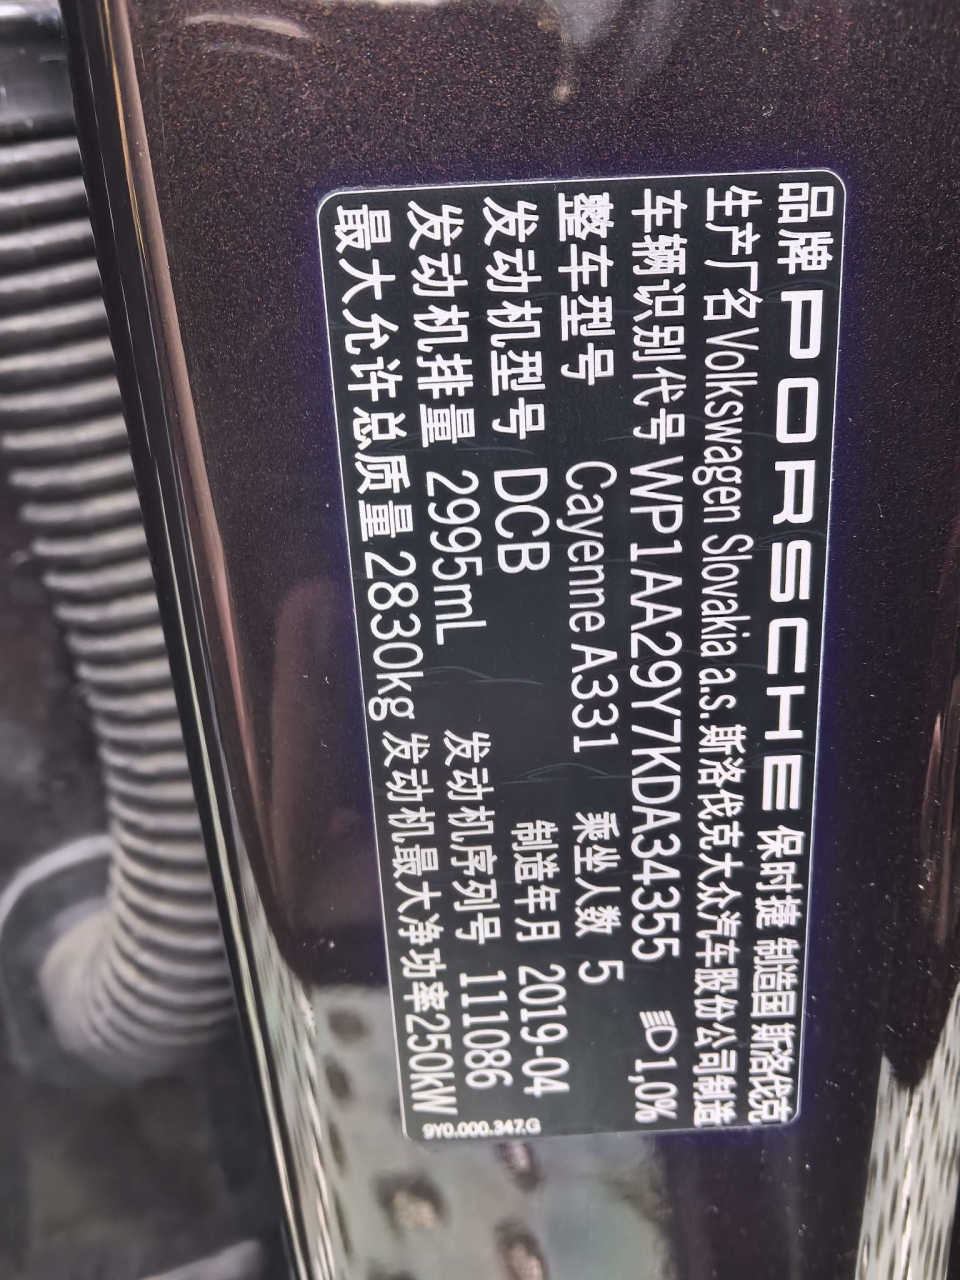 品牌 PORSCHE 保时捷 制造国 斯洛伐克
生产厂名 Volkswagen Slovakia a.s. 斯洛伐克大众汽车股份公司制造
车辆识别代号 WP1AA29Y7KDA34355 1,0%
整车型号 Cayenne A331 乘坐人数 5
发动机型号 DCB 制造年月 2019-04
发动机排量 2995mL 发动机序列号 111086
最大允许总质量 2830kg 发动机最大净功率250kW
9Y0.000.347.G